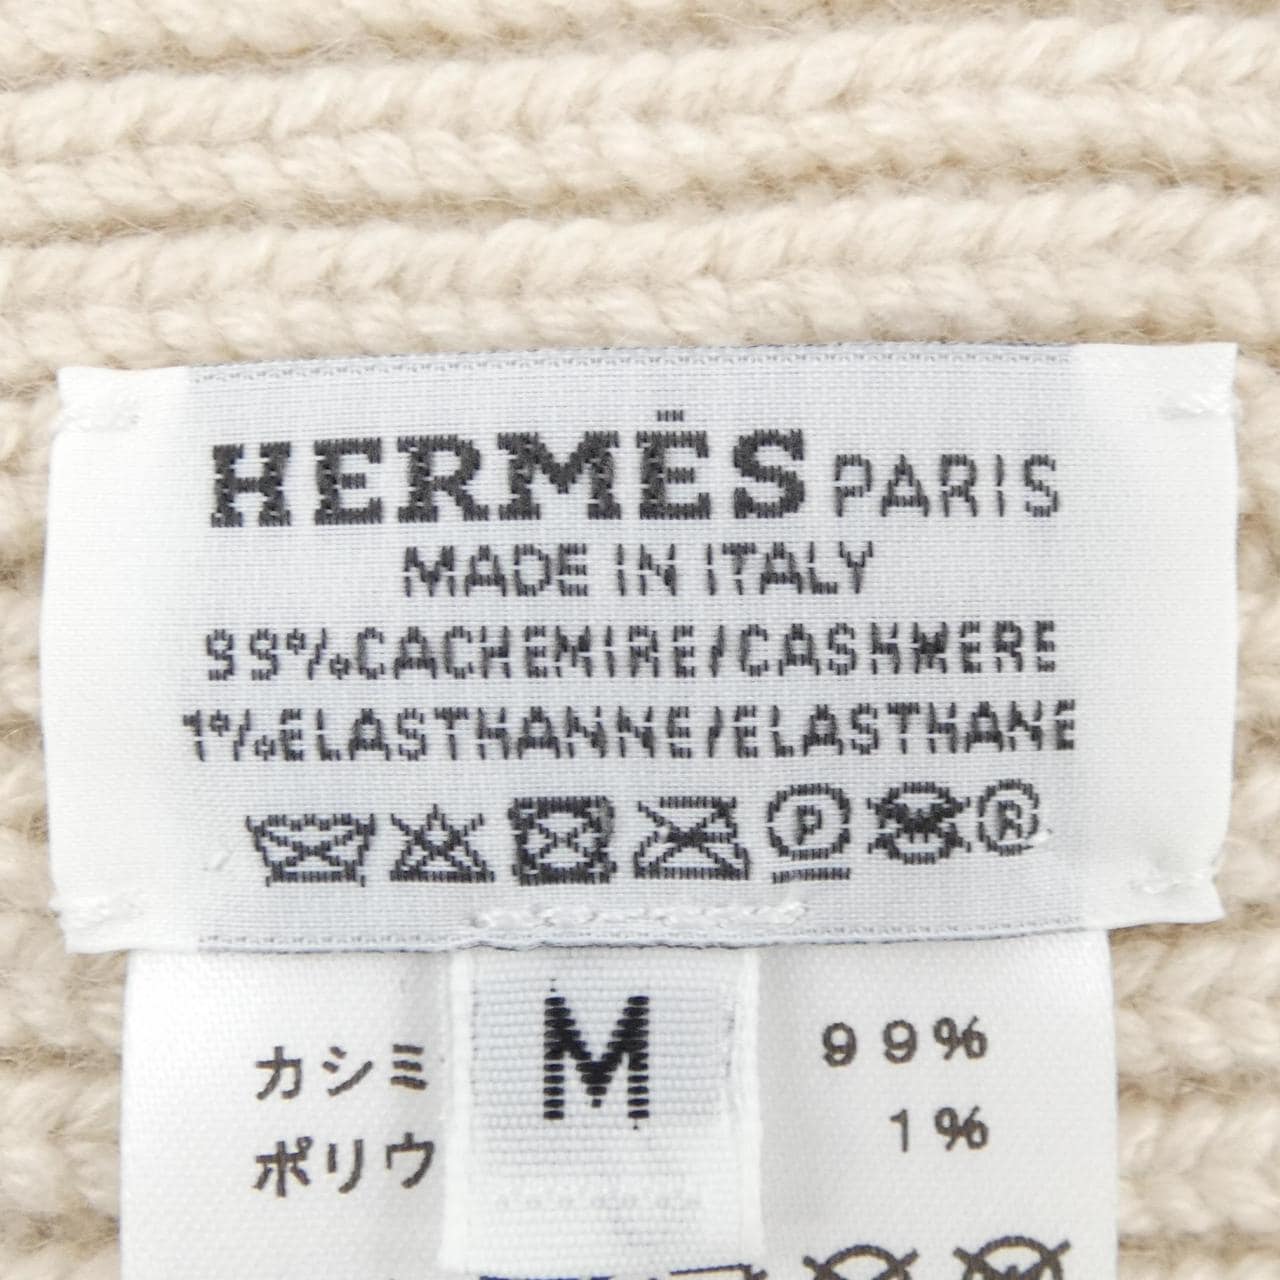 HERMÈS PARIS
MADE IN ITALY
99% CACHEMIRE/CASHMERE
1% ELASTHANNE/ELASTHANE
P W R
M
カシミ 99%
ポリウ 1%